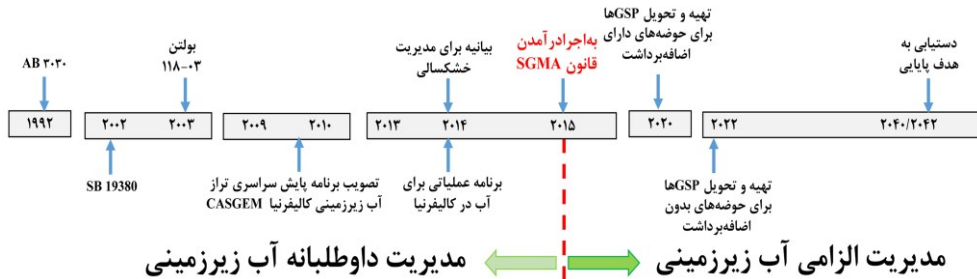 AB ۳۰۳۰
بولتن
۱۱۸-۰۳
بیانیه برای مدیریت
خشکسالی
به‌اجرادرآمدن
قانون SGMA
تهیه و تحویل GSPها
برای حوضه‌های دارای
اضافه‌برداشت
دستیابی به
هدف پایایی
۱۹۹۲
۲۰۰۲
۲۰۰۳
۲۰۰۹
۲۰۱۰
۲۰۱۳
۲۰۱۴
۲۰۱۵
۲۰۲۰
۲۰۲۲
۲۰۴۰/۲۰۴۲
SB 19380
تصویب برنامه پایش سراسری تراز
آب زیرزمینی کالیفرنیا CASGEM
برنامه عملیاتی برای
آب در کالیفرنیا
تهیه و تحویل GSPها
برای حوضه‌های بدون
اضافه‌برداشت
مدیریت داوطلبانه آب زیرزمینی
مدیریت الزامی آب زیرزمینی